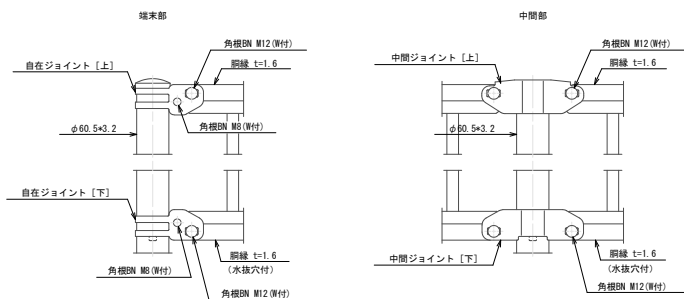 端末部
中間部
角根BN M12(W付)
胴縁 t=1.6
自在ジョイント [上]
角根BN M8(W付)
φ60.5*3.2
自在ジョイント [下]
胴縁 t=1.6
(水抜穴付)
角根BN M8(W付)
角根BN M12(W付)
角根BN M12(W付)
中間ジョイント [上]
胴縁 t=1.6
φ60.5*3.2
中間ジョイント [下]
胴縁 t=1.6
(水抜穴付)
角根BN M12(W付)